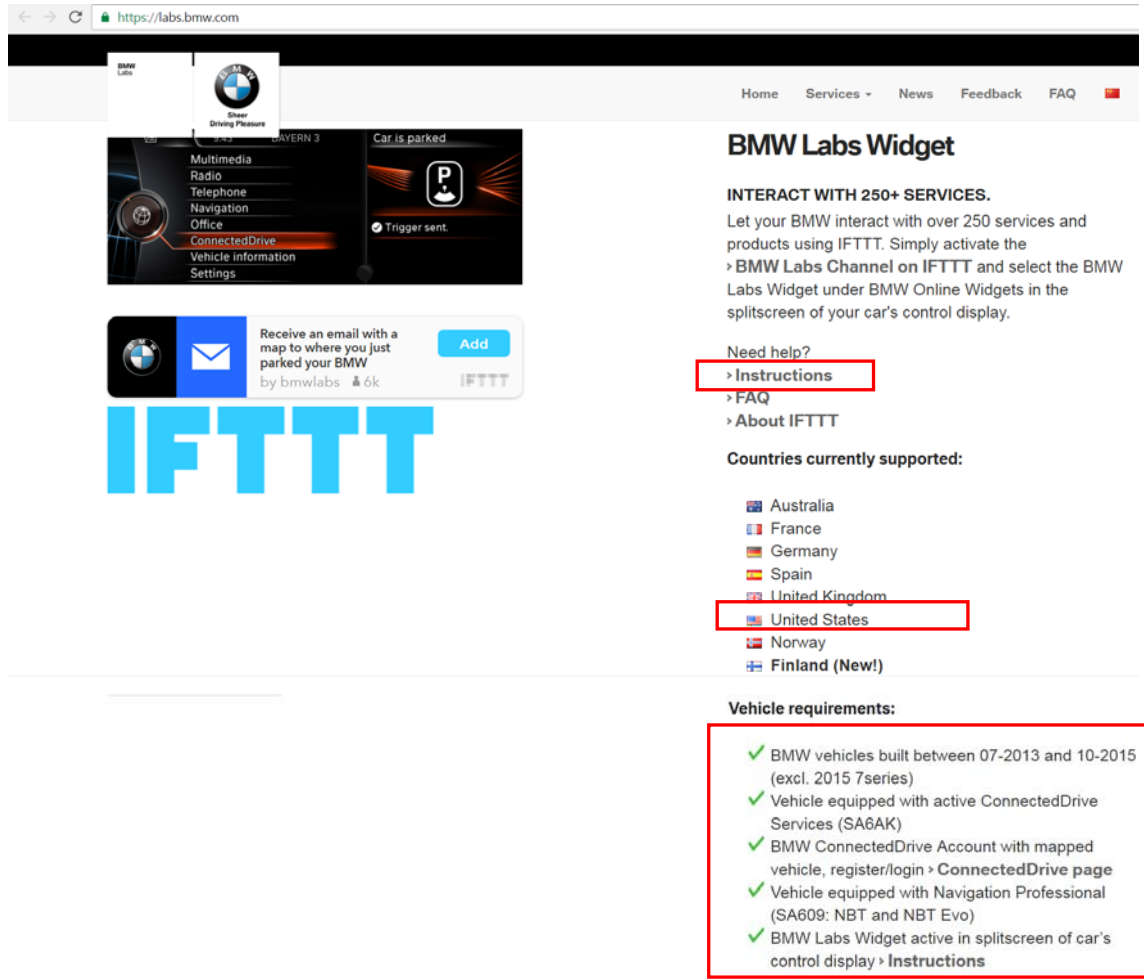 https://labs.bmw.com
BMW
Labs
BMW
Sheer
Driving Pleasure
Home Services News Feedback FAQ
9:43 BAYERN 3 Car is parked
Multimedia
Radio
Telephone
Navigation
Office
ConnectedDrive
Vehicle information
Settings
P
Trigger sent.
Receive an email with a
map to where you just
parked your BMW
by bmwlabs 6k
Add
IFTTT
IFTTT
BMW Labs Widget
INTERACT WITH 250+ SERVICES.
Let your BMW interact with over 250 services and
products using IFTTT. Simply activate the
› BMW Labs Channel on IFTTT and select the BMW
Labs Widget under BMW Online Widgets in the
splitscreen of your car's control display.
Need help?
› Instructions
› FAQ
› About IFTTT
Countries currently supported:
Australia
France
Germany
Spain
United Kingdom
United States
Norway
Finland (New!)
Vehicle requirements:
BMW vehicles built between 07-2013 and 10-2015
(excl. 2015 7series)
Vehicle equipped with active ConnectedDrive
Services (SA6AK)
BMW ConnectedDrive Account with mapped
vehicle, register/login › ConnectedDrive page
Vehicle equipped with Navigation Professional
(SA609: NBT and NBT Evo)
BMW Labs Widget active in splitscreen of car's
control display › Instructions